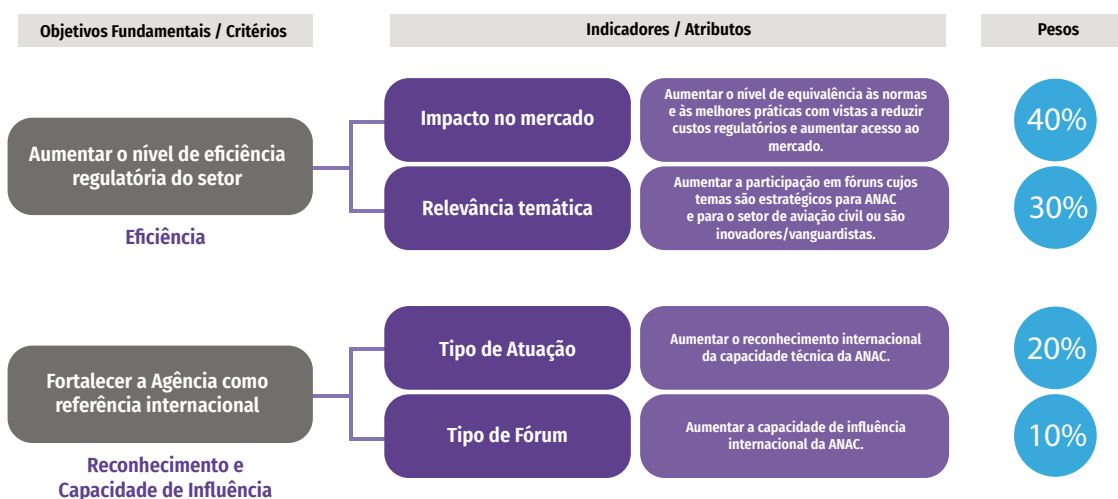 Objetivos Fundamentais / Critérios
Indicadores / Atributos
Pesos
Aumentar o nível de eficiência
regulatória do setor
Eficiência
Impacto no mercado
Aumentar o nível de equivalência às normas
e às melhores práticas com vistas a reduzir
custos regulatórios e aumentar acesso ao
mercado.
40%
Relevância temática
Aumentar a participação em fóruns cujos
temas são estratégicos para ANAC
e para o setor de aviação civil ou são
inovadores/vanguardistas.
30%
Fortalecer a Agência como
referência internacional
Reconhecimento e
Capacidade de Influência
Tipo de Atuação
Aumentar o reconhecimento internacional
da capacidade técnica da ANAC.
20%
Tipo de Fórum
Aumentar a capacidade de influência
internacional da ANAC.
10%